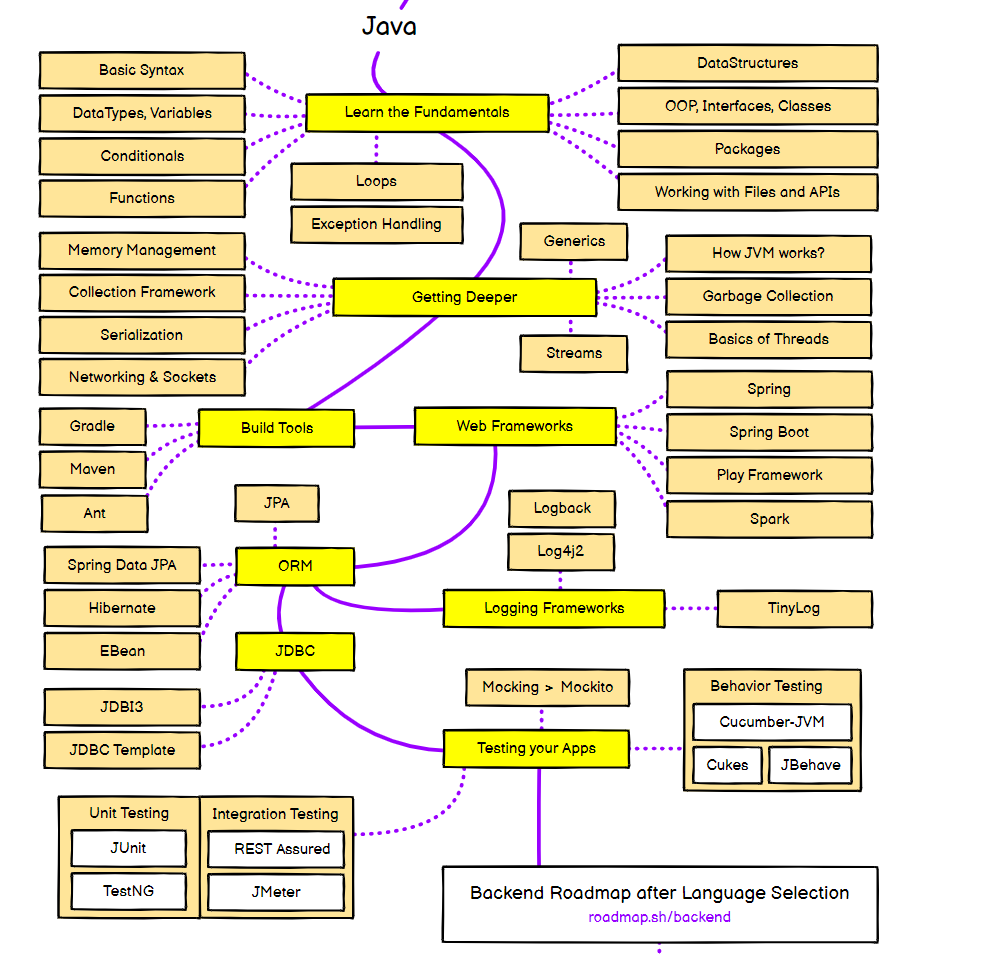 Java
Learn the Fundamentals
Basic Syntax
DataTypes, Variables
Conditionals
Functions
Loops
Exception Handling
DataStructures
OOP, Interfaces, Classes
Packages
Working with Files and APIs
Getting Deeper
Memory Management
Collection Framework
Serialization
Networking & Sockets
Generics
Streams
How JVM works?
Garbage Collection
Basics of Threads
Build Tools
Gradle
Maven
Ant
Web Frameworks
Spring
Spring Boot
Play Framework
Spark
ORM
JPA
Spring Data JPA
Hibernate
EBean
Logging Frameworks
Logback
Log4j2
TinyLog
JDBC
JDBI3
JDBC Template
Testing your Apps
Mocking > Mockito
Behavior Testing
Cucumber-JVM
Cukes
JBehave
Unit Testing
JUnit
TestNG
Integration Testing
REST Assured
JMeter
Backend Roadmap after Language Selection
roadmap.sh/backend